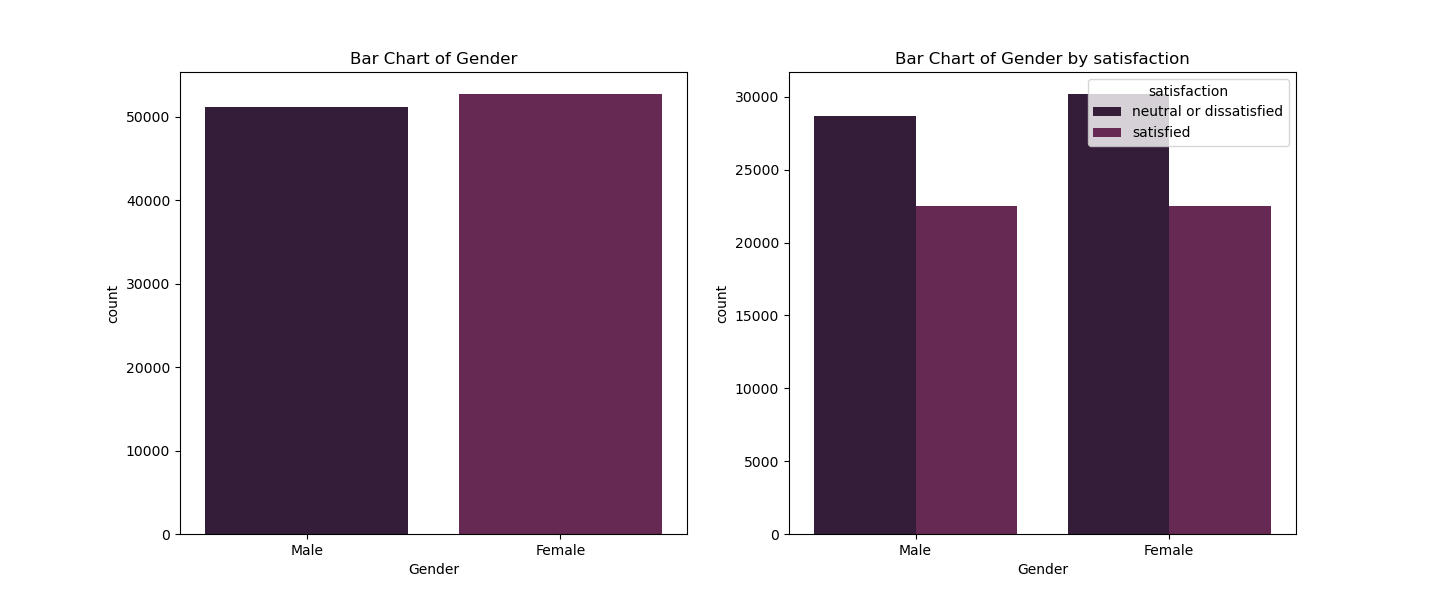 Bar Chart of Gender
50000
40000
30000
20000
10000
0
count
Male Female
Gender
Bar Chart of Gender by satisfaction
30000
25000
20000
15000
10000
5000
0
count
satisfaction
neutral or dissatisfied
satisfied
Male Female
Gender